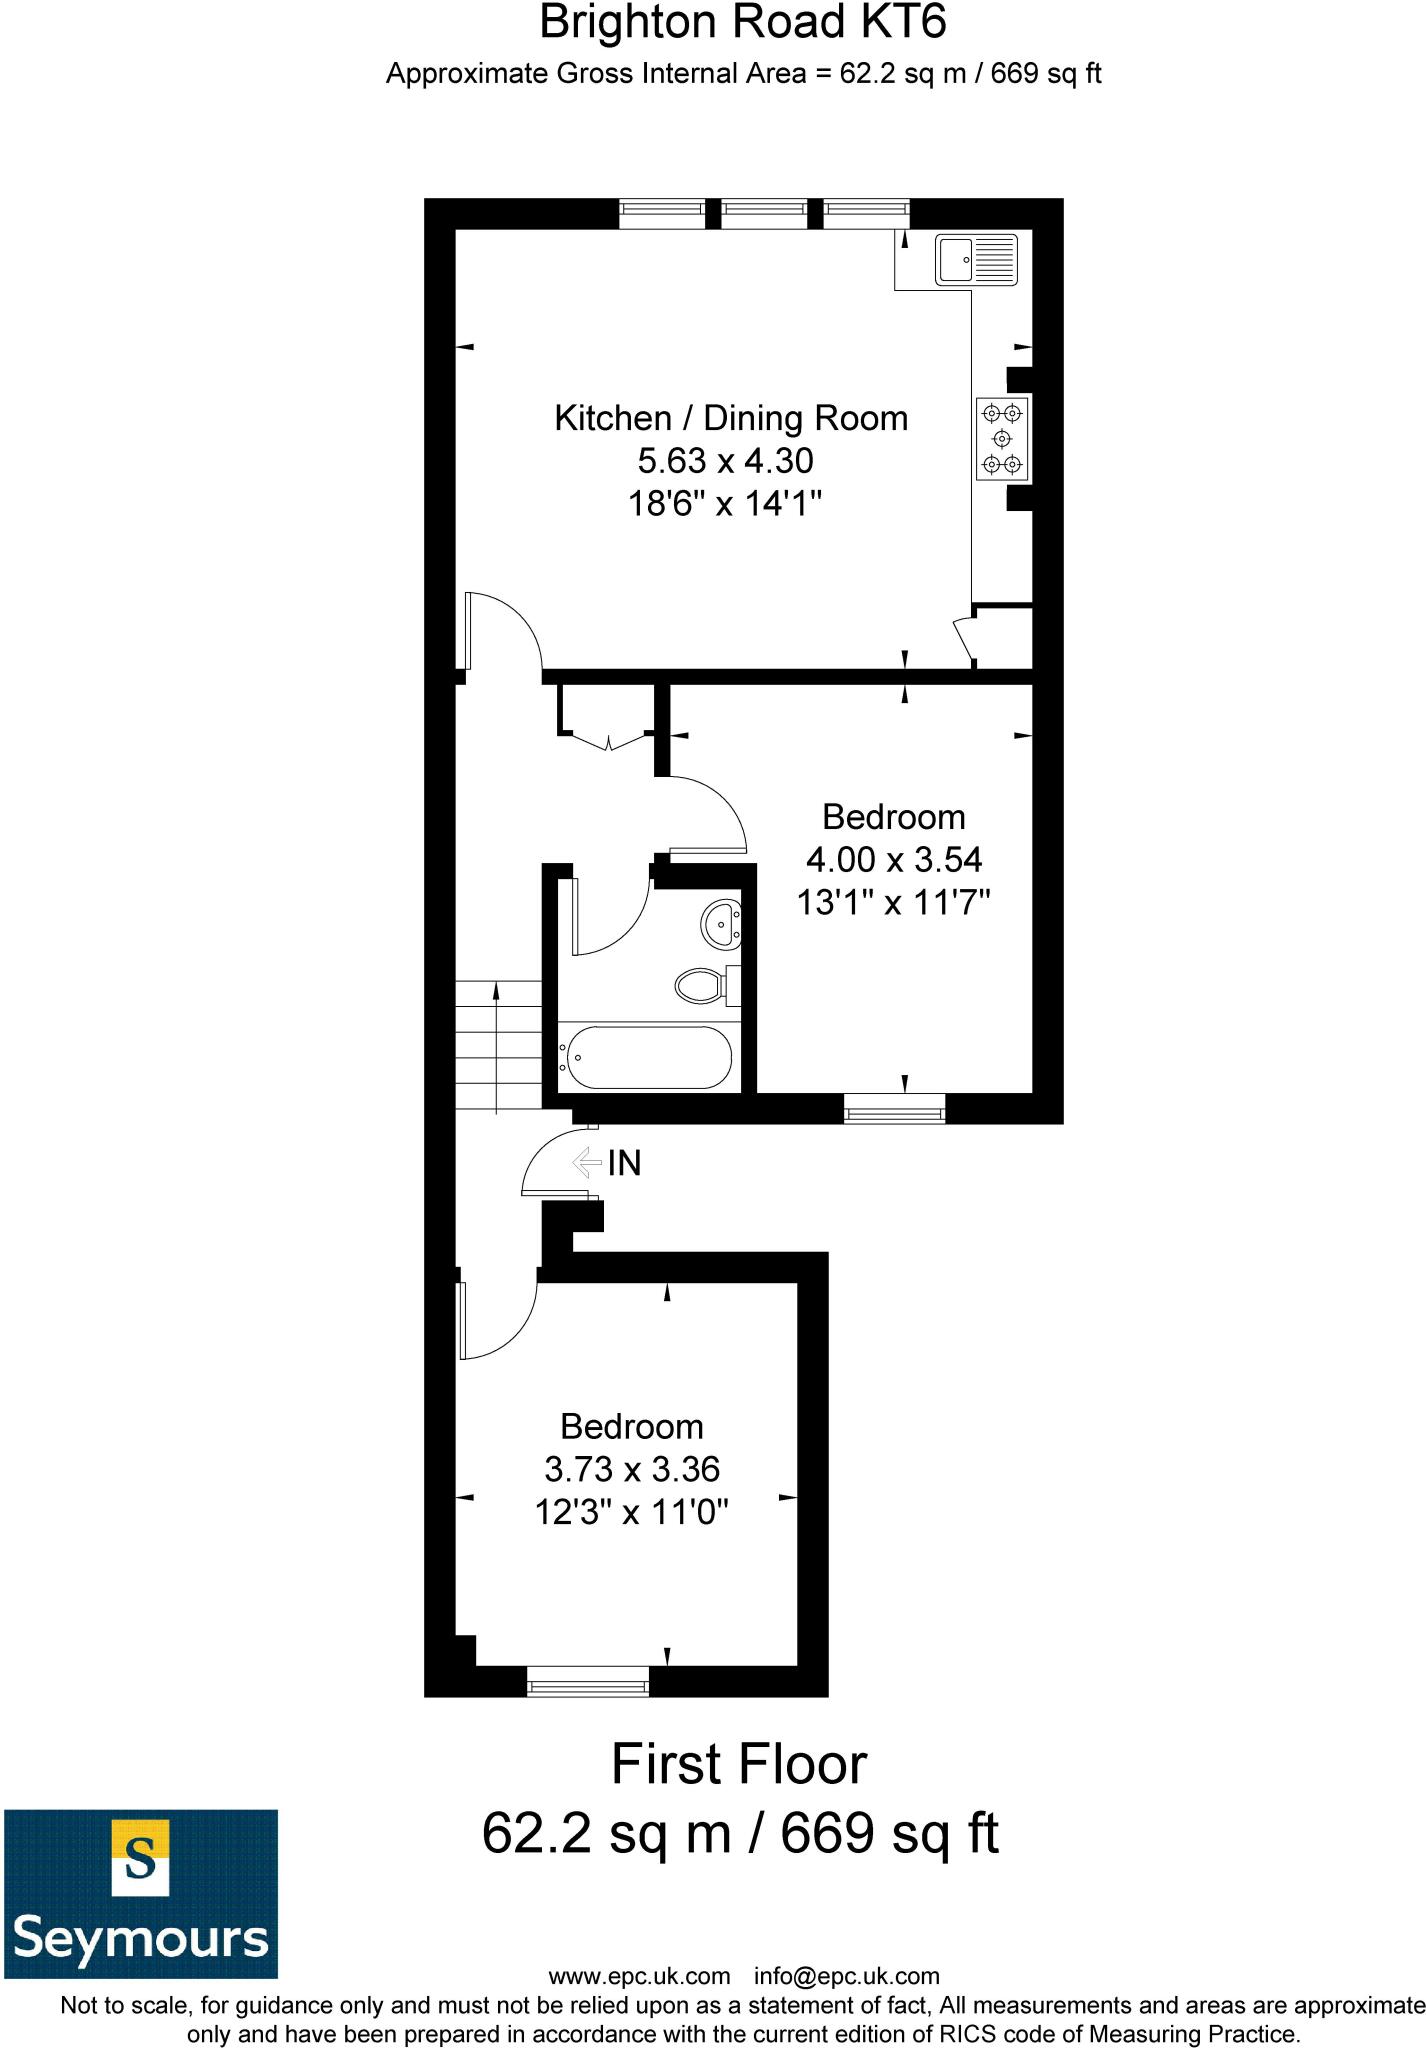 Brighton Road KT6
Approximate Gross Internal Area = 62.2 sq m / 669 sq ft
Kitchen / Dining Room
5.63 x 4.30
18'6" x 14'1"
Bedroom
4.00 x 3.54
13'1" x 11'7"
IN
Bedroom
3.73 x 3.36
12'3" x 11'0"
First Floor
62.2 sq m / 669 sq ft
S
Seymours
www.epc.uk.com info@epc.uk.com
Not to scale, for guidance only and must not be relied upon as a statement of fact, All measurements and areas are approximate
only and have been prepared in accordance with the current edition of RICS code of Measuring Practice.